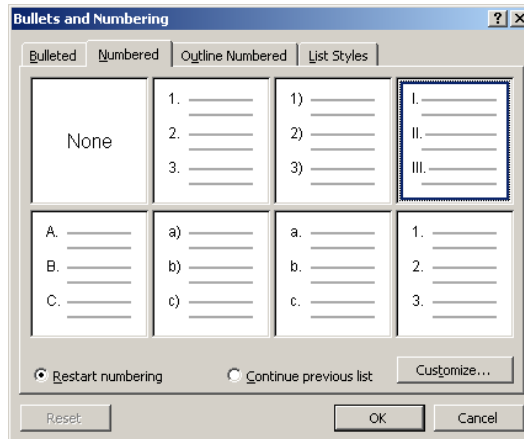 Bullets and Numbering
Bulleted Numbered Outline Numbered List Styles
None
1.
2.
3.
1)
2)
3)
I.
II.
III.
A.
B.
C.
a)
b)
c)
a.
b.
c.
1.
2.
3.
Restart numbering Continue previous list Customize...
Reset OK Cancel